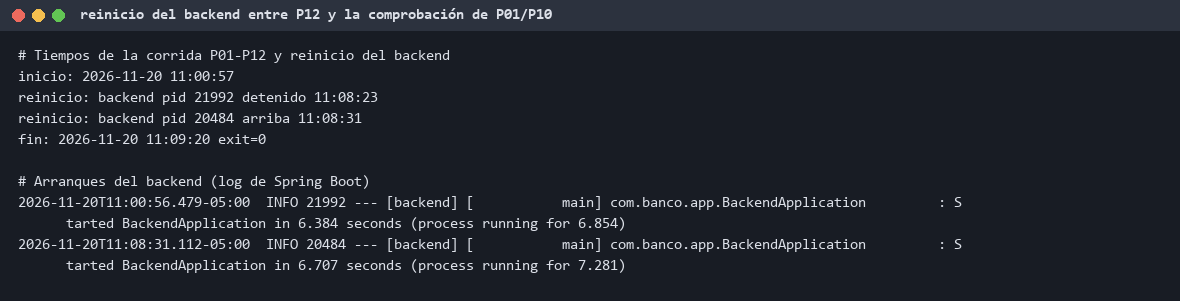 reinicio del backend entre P12 y la comprobación de P01/P10
# Tiempos de la corrida P01-P12 y reinicio del backend
inicio: 2026-11-20 11:00:57
reinicio: backend pid 21992 detenido 11:08:23
reinicio: backend pid 20484 arriba 11:08:31
fin: 2026-11-20 11:09:20 exit=0
# Arranques del backend (log de Spring Boot)
2026-11-20T11:00:56.479-05:00  INFO 21992 --- [backend] [           main] com.banco.app.BackendApplication         : S
      tarted BackendApplication in 6.384 seconds (process running for 6.854)
2026-11-20T11:08:31.112-05:00  INFO 20484 --- [backend] [           main] com.banco.app.BackendApplication         : S
      tarted BackendApplication in 6.707 seconds (process running for 7.281)